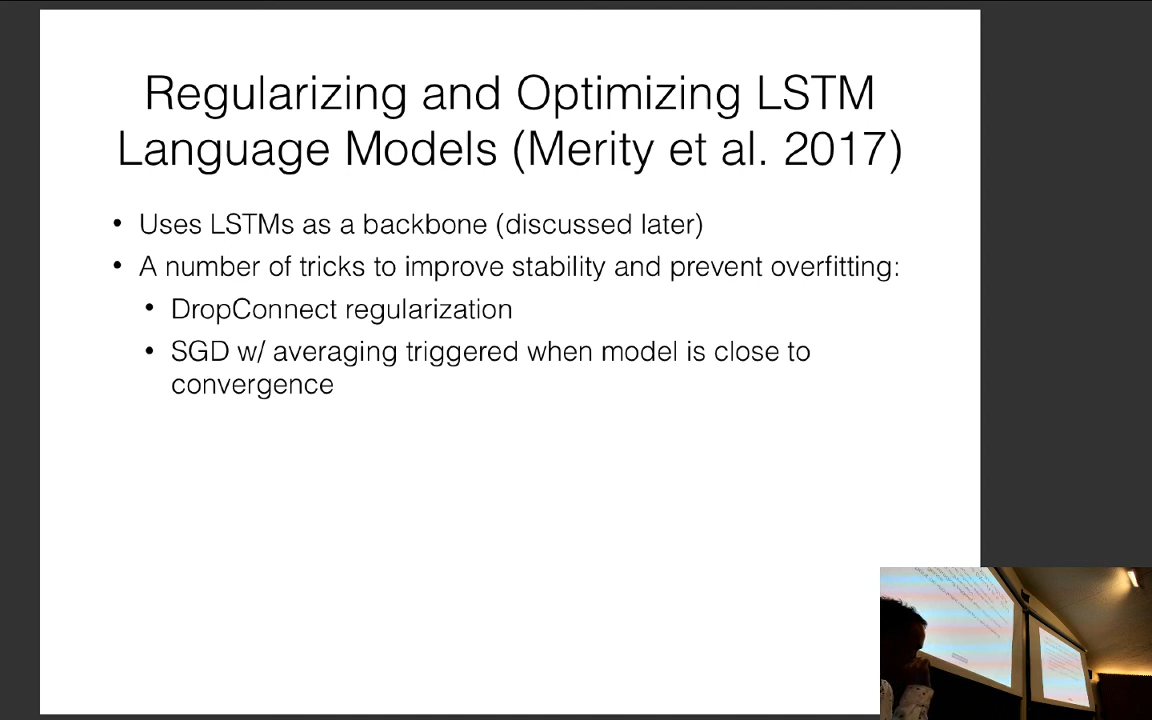 Regularizing and Optimizing LSTM
Language Models (Merity et al. 2017)
• Uses LSTMs as a backbone (discussed later)
• A number of tricks to improve stability and prevent overfitting:
• DropConnect regularization
• SGD w/ averaging triggered when model is close to
convergence